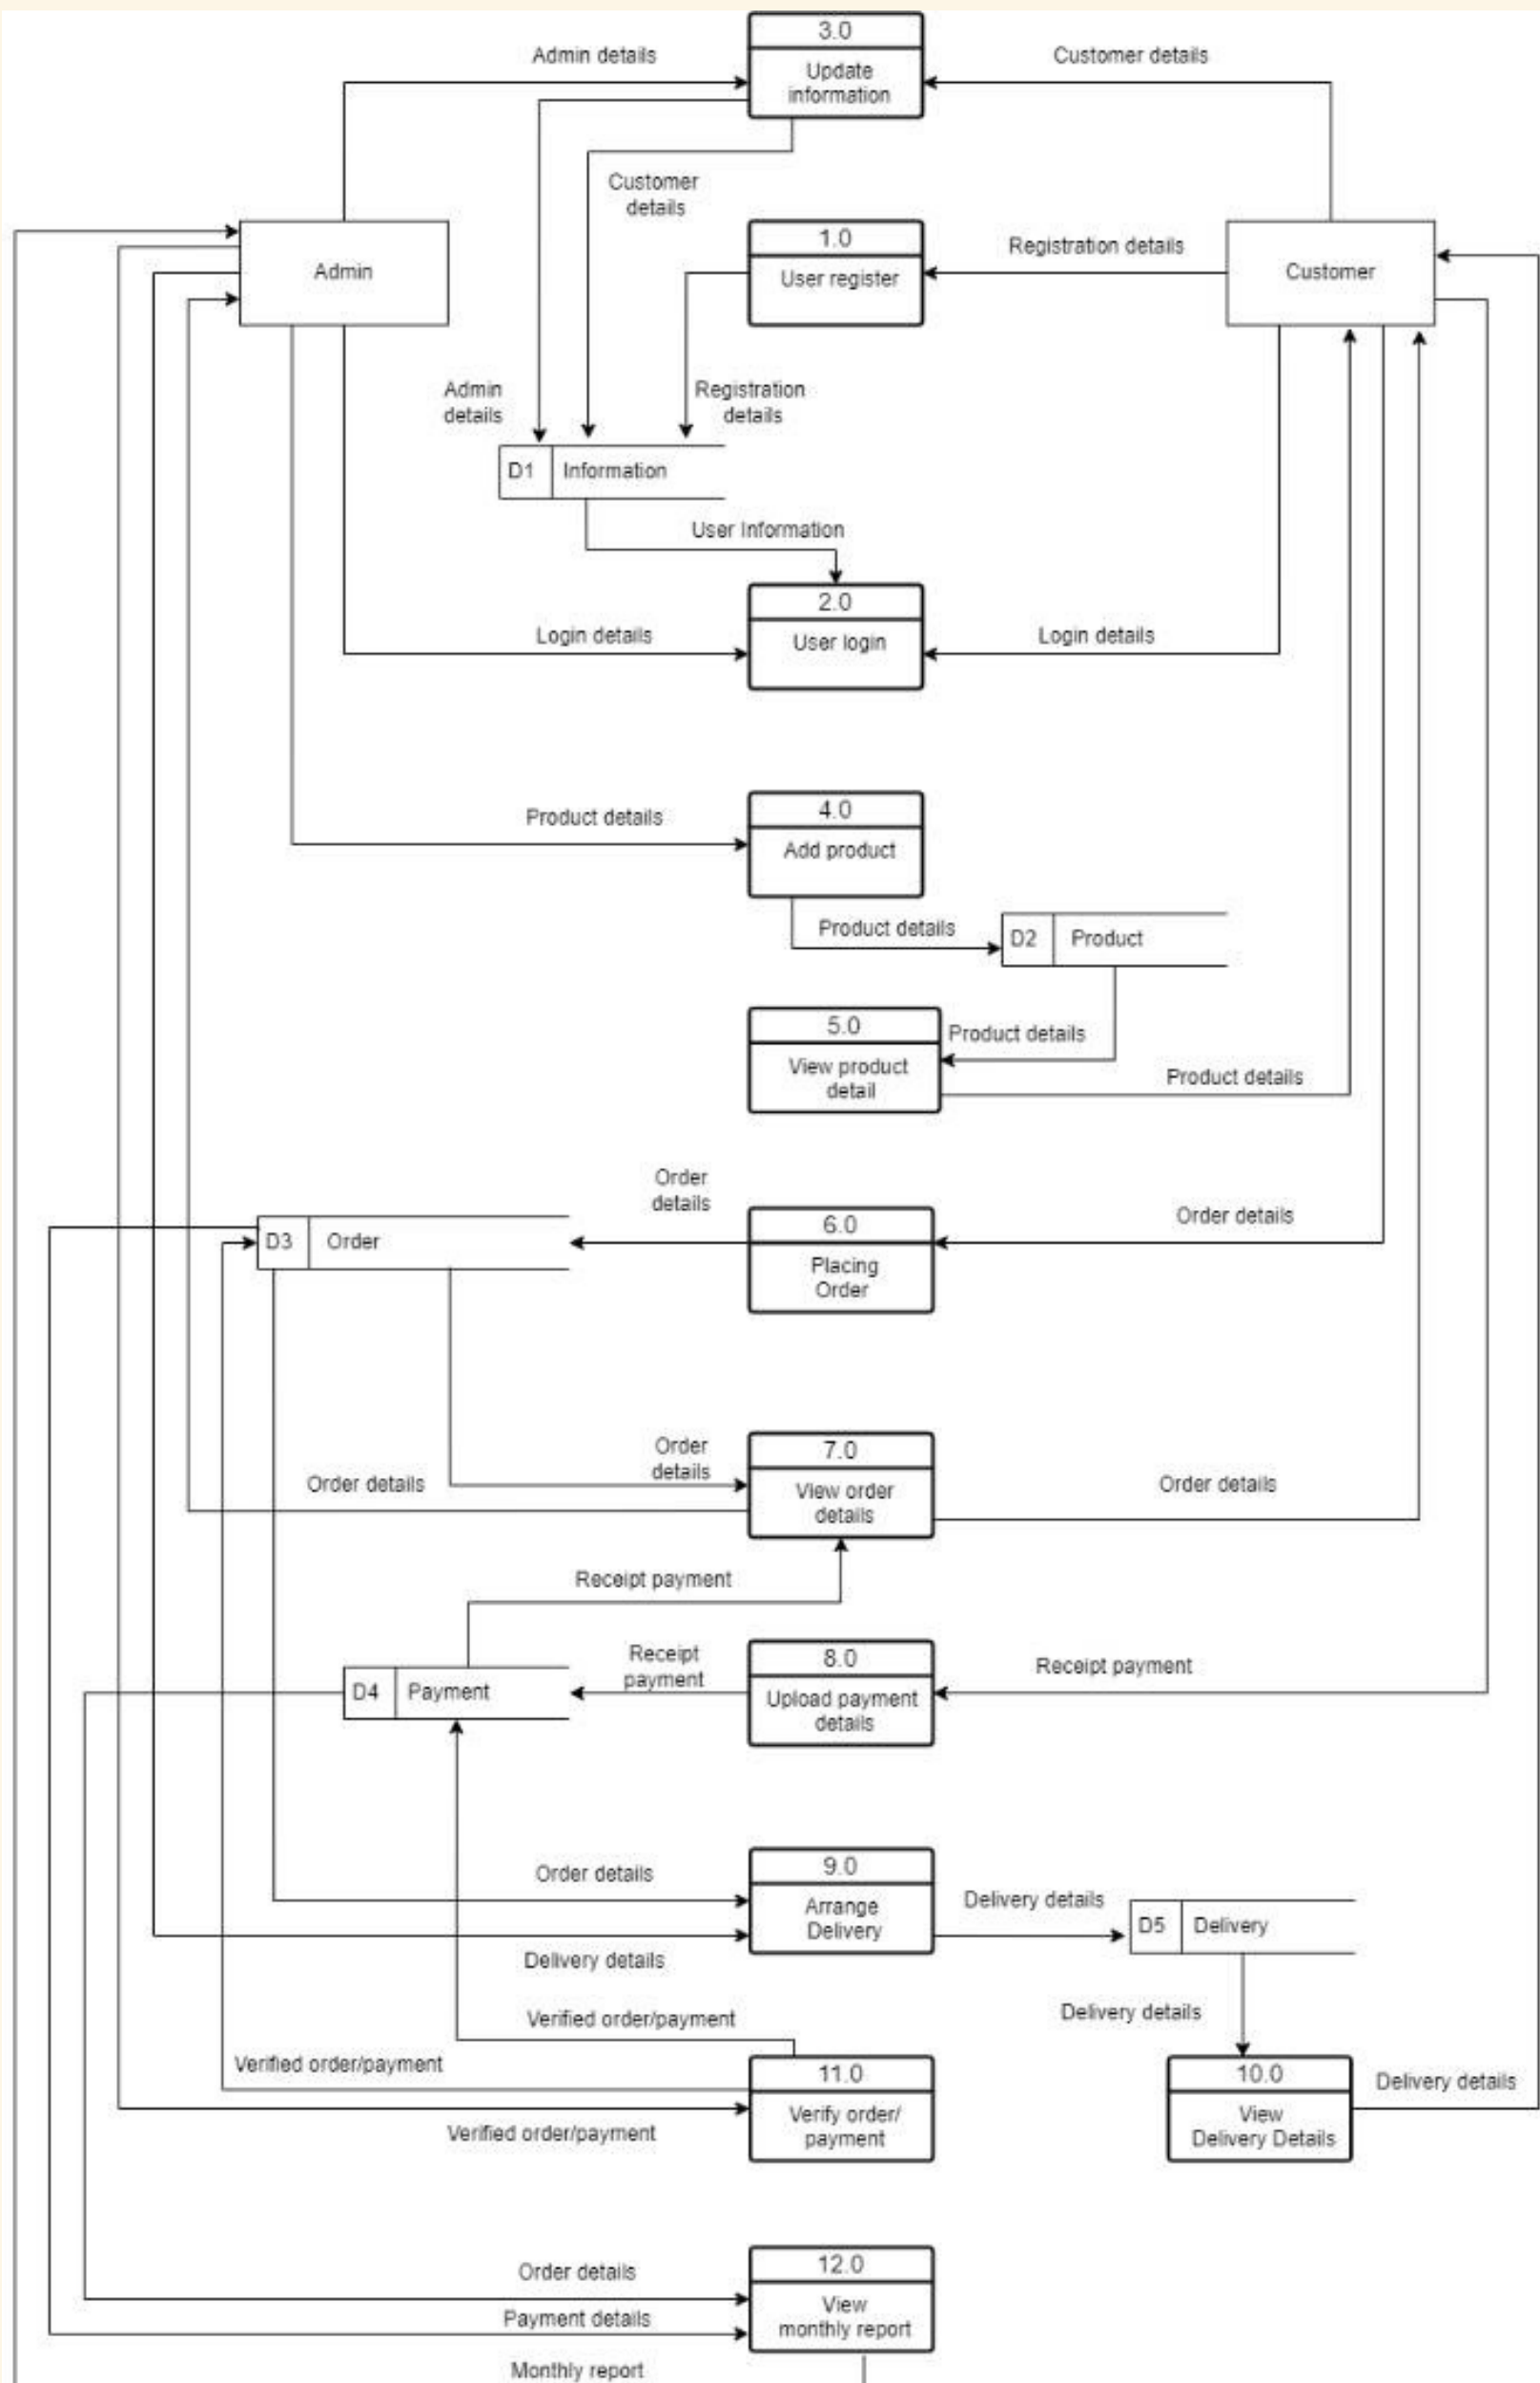 3.0
Admin details
Customer details
Update
information
Customer
details
1.0
Registration details
Admin
User register
Customer
Admin
details
Registration
details
D1
Information
User Information
2.0
Login details
User login
Login details
4.0
Product details
Add product
Product details
D2
Product
5.0
Product details
View product
detail
Product details
Order
details
6.0
Order details
D3
Order
Placing
Order
7.0
Order
details
Order details
View order
details
Order details
Receipt payment
8.0
Receipt
payment
Receipt payment
D4
Payment
Upload payment
details
9.0
Order details
Arrange
Delivery
Delivery details
D5
Delivery
Delivery details
Verified order/payment
Delivery details
Verified order/payment
11.0
10.0
Delivery details
Verify order/
payment
View
Delivery Details
Verified order/payment
12.0
Order details
View
monthly report
Payment details
Monthly report